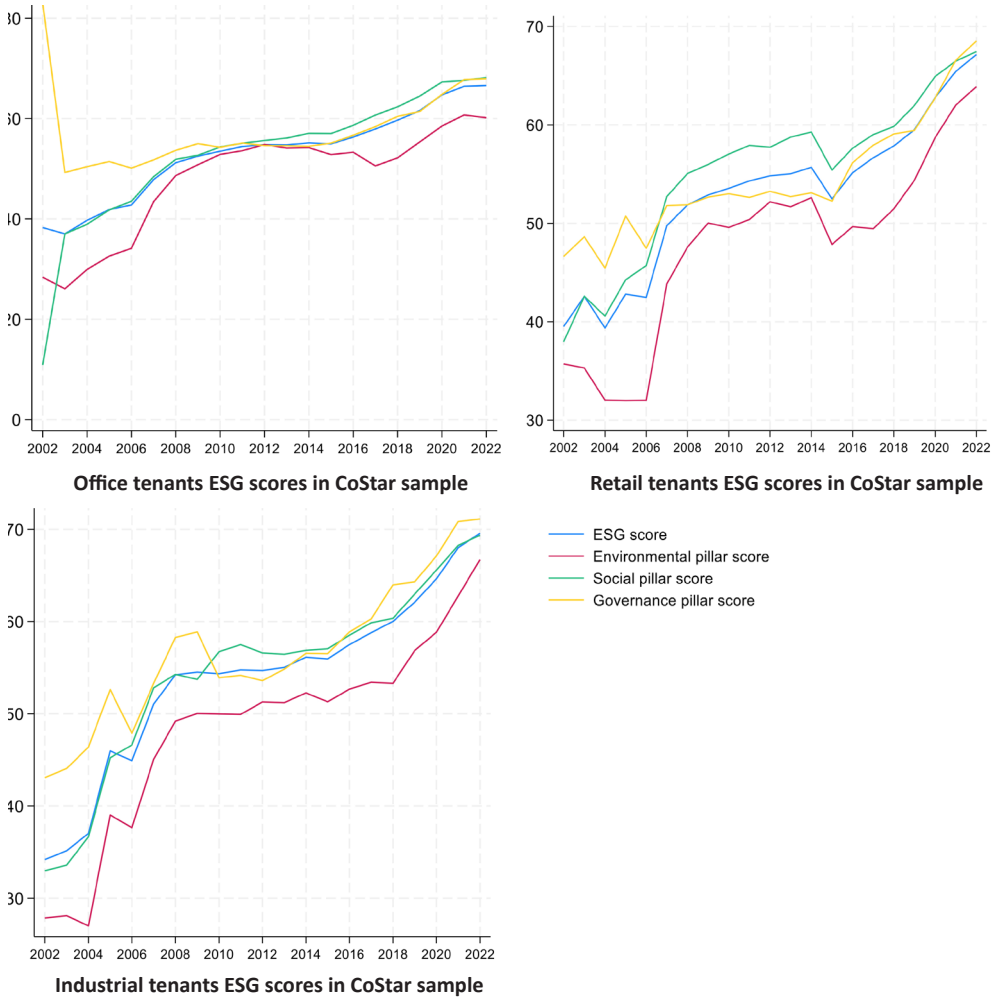 80
60
40
20
0
2002 2004 2006 2008 2010 2012 2014 2016 2018 2020 2022
Office tenants ESG scores in CoStar sample
70
60
50
40
30
2002 2004 2006 2008 2010 2012 2014 2016 2018 2020 2022
Retail tenants ESG scores in CoStar sample
70
60
50
40
30
2002 2004 2006 2008 2010 2012 2014 2016 2018 2020 2022
Industrial tenants ESG scores in CoStar sample
ESG score
Environmental pillar score
Social pillar score
Governance pillar score